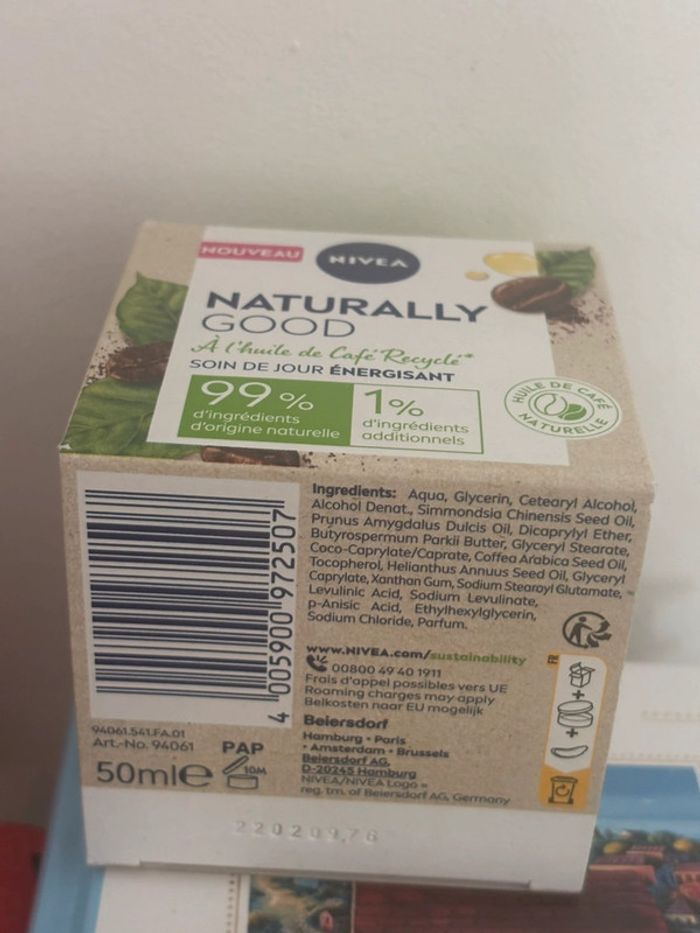 NOUVEAU
NIVEA
NATURALLY
GOOD
À l'huile de Café Recyclé*
SOIN DE JOUR ÉNERGISANT
99%
d'ingrédients
d'origine naturelle
1%
d'ingrédients
additionnels
HUILE DE CAFÉ
NATURELLE
Ingredients: Aqua, Glycerin, Cetearyl Alcohol,
Alcohol Denat., Simmondsia Chinensis Seed Oil,
Prunus Amygdalus Dulcis Oil, Dicaprylyl Ether,
Butyrospermum Parkii Butter, Glyceryl Stearate,
Coco-Caprylate/Caprate, Coffea Arabica Seed Oil,
Tocopherol, Helianthus Annuus Seed Oil, Glyceryl
Caprylate, Xanthan Gum, Sodium Stearoyl Glutamate,
Levulinic Acid, Sodium Levulinate,
p-Anisic Acid, Ethylhexylglycerin,
Sodium Chloride, Parfum.
www.NIVEA.com/sustainability
00800 49 40 1911
Frais d'appel possibles vers UE
Roaming charges may apply
Belkosten naar EU mogelijk
Beiersdorf
Hamburg • Paris
• Amsterdam • Brussels
Beiersdorf AG,
D-20245 Hamburg
NIVEA/NIVEA Logo =
reg. tm. of Beiersdorf AG, Germany
4 005900 972507
94061.541.FA.01
Art.-No. 94061
PAP
50ml e
10M
FR
+
+